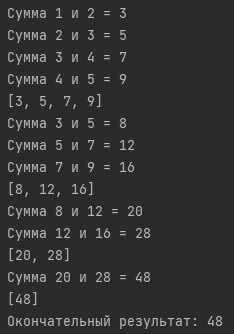 Сумма 1 и 2 = 3
Сумма 2 и 3 = 5
Сумма 3 и 4 = 7
Сумма 4 и 5 = 9
[3, 5, 7, 9]
Сумма 3 и 5 = 8
Сумма 5 и 7 = 12
Сумма 7 и 9 = 16
[8, 12, 16]
Сумма 8 и 12 = 20
Сумма 12 и 16 = 28
[20, 28]
Сумма 20 и 28 = 48
[48]
Окончательный результат: 48